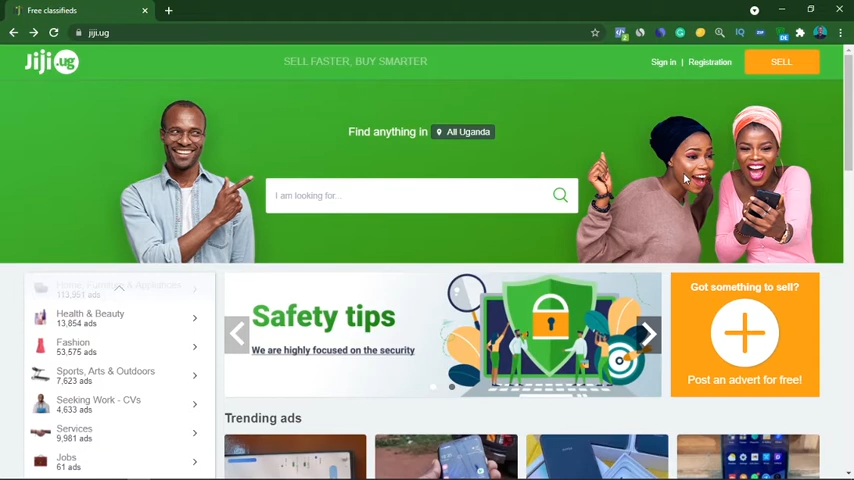 Free classifieds
jiji.ug
Jiji .ug
SELL FASTER, BUY SMARTER
Sign in | Registration
SELL
Find anything in All Uganda
I am looking for...
Home, Furniture & Appliances
113,951 ads
Health & Beauty
13,854 ads
Fashion
53,575 ads
Sports, Arts & Outdoors
7,623 ads
Seeking Work - CVs
4,633 ads
Services
9,981 ads
Jobs
61 ads
Safety tips
We are highly focused on the security
Got something to sell?
Post an advert for free!
Trending ads